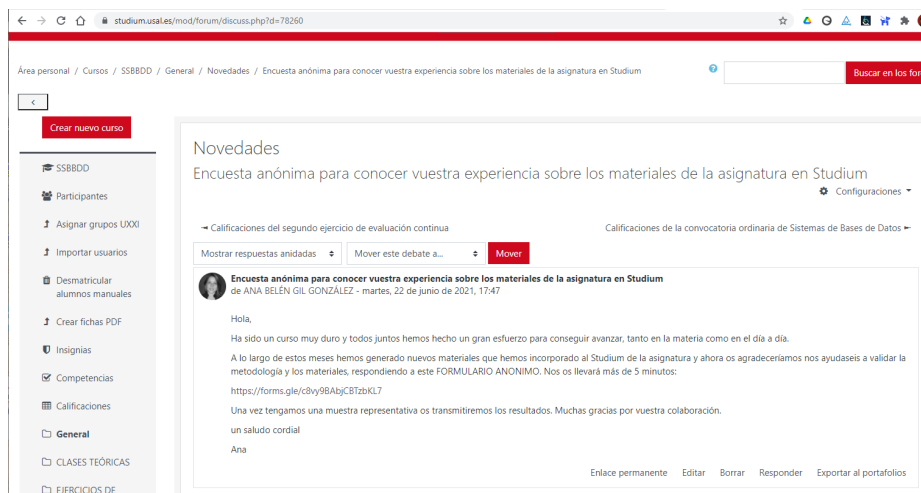 studium.usal.es/mod/forum/discuss.php?d=78260
Área personal / Cursos / SSBBDD / General / Novedades / Encuesta anónima para conocer vuestra experiencia sobre los materiales de la asignatura en Studium
Buscar en los for
Crear nuevo curso
SSBBDD
Participantes
Asignar grupos UXXI
Importar usuarios
Desmatricular
alumnos manuales
Crear fichas PDF
Insignias
Competencias
Calificaciones
General
CLASES TEÓRICAS
EJERCICIOS DE
Novedades
Encuesta anónima para conocer vuestra experiencia sobre los materiales de la asignatura en Studium
Configuraciones
Calificaciones del segundo ejercicio de evaluación continua
Calificaciones de la convocatoria ordinaria de Sistemas de Bases de Datos
Mostrar respuestas anidadas
Mover este debate a...
Mover
Encuesta anónima para conocer vuestra experiencia sobre los materiales de la asignatura en Studium
de ANA BELÉN GIL GONZÁLEZ - martes, 22 de junio de 2021, 17:47
Hola,
Ha sido un curso muy duro y todos juntos hemos hecho un gran esfuerzo para conseguir avanzar, tanto en la materia como en el día a día.
A lo largo de estos meses hemos generado nuevos materiales que hemos incorporado al Studium de la asignatura y ahora os agradeceríamos nos ayudaseis a validar la
metodología y los materiales, respondiendo a este FORMULARIO ANONIMO. Nos os llevará más de 5 minutos:
https://forms.gle/c8vy9BAbjCBTzbKL7
Una vez tengamos una muestra representativa os transmitiremos los resultados. Muchas gracias por vuestra colaboración.
un saludo cordial
Ana
Enlace permanente
Editar
Borrar
Responder
Exportar al portafolios